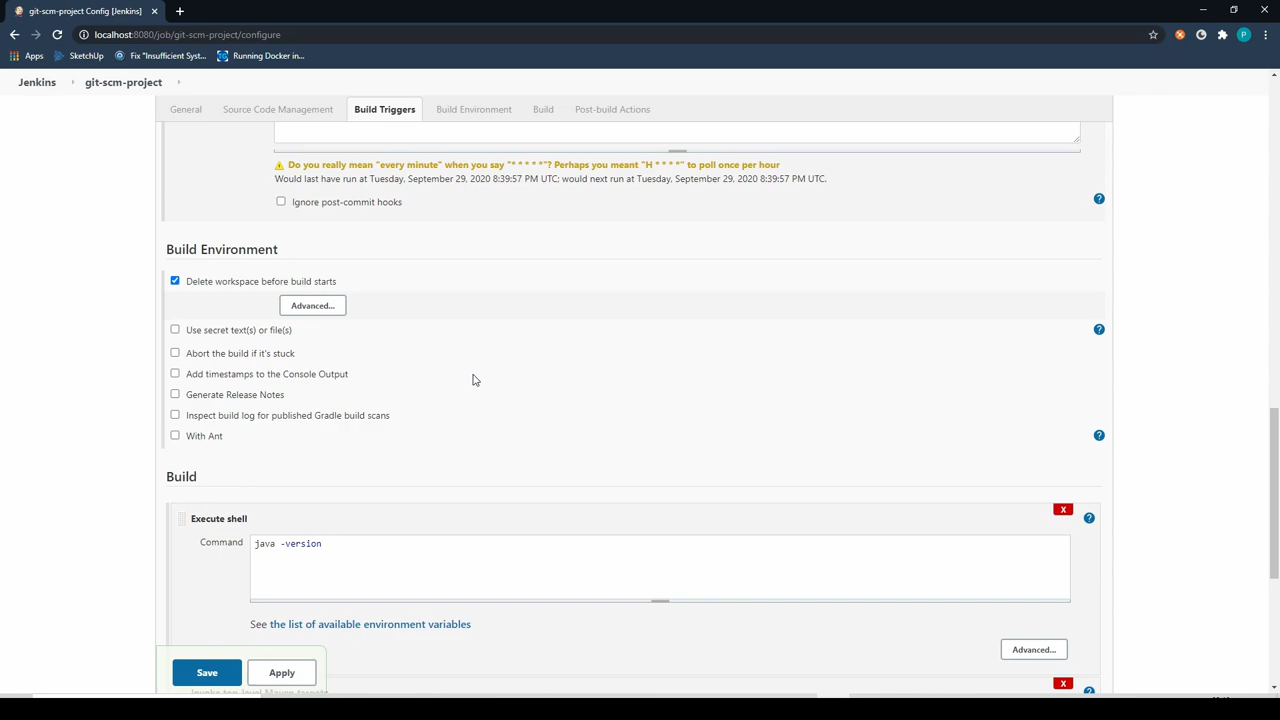 git-scm-project Config [Jenkins]
localhost:8080/job/git-scm-project/configure
P
Apps SketchUp Fix "Insufficient Syst... Running Docker in...
Jenkins git-scm-project
General Source Code Management Build Triggers Build Environment Build Post-build Actions
Do you really mean "every minute" when you say "* * * * *"? Perhaps you meant "H * * * *" to poll once per hour
Would last have run at Tuesday, September 29, 2020 8:39:57 PM UTC; would next run at Tuesday, September 29, 2020 8:39:57 PM UTC.
Ignore post-commit hooks
Build Environment
Delete workspace before build starts
Advanced...
Use secret text(s) or file(s)
Abort the build if it's stuck
Add timestamps to the Console Output
Generate Release Notes
Inspect build log for published Gradle build scans
With Ant
Build
X
Execute shell
Command java -version
See the list of available environment variables
Advanced...
Save Apply
X